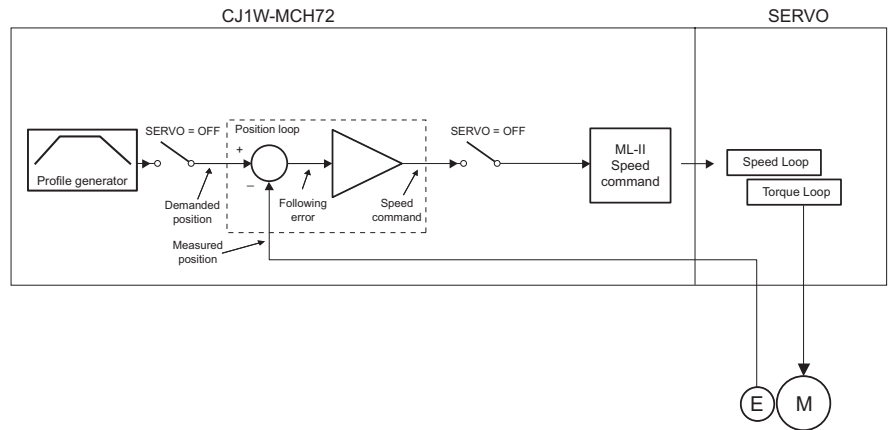 CJ1W-MCH72
SERVO
SERVO = OFF
Position loop
SERVO = OFF
+
_
Profile generator
Demanded
position
Following
error
Speed
command
Measured
position
ML-II
Speed
command
Speed Loop
Torque Loop
E
M